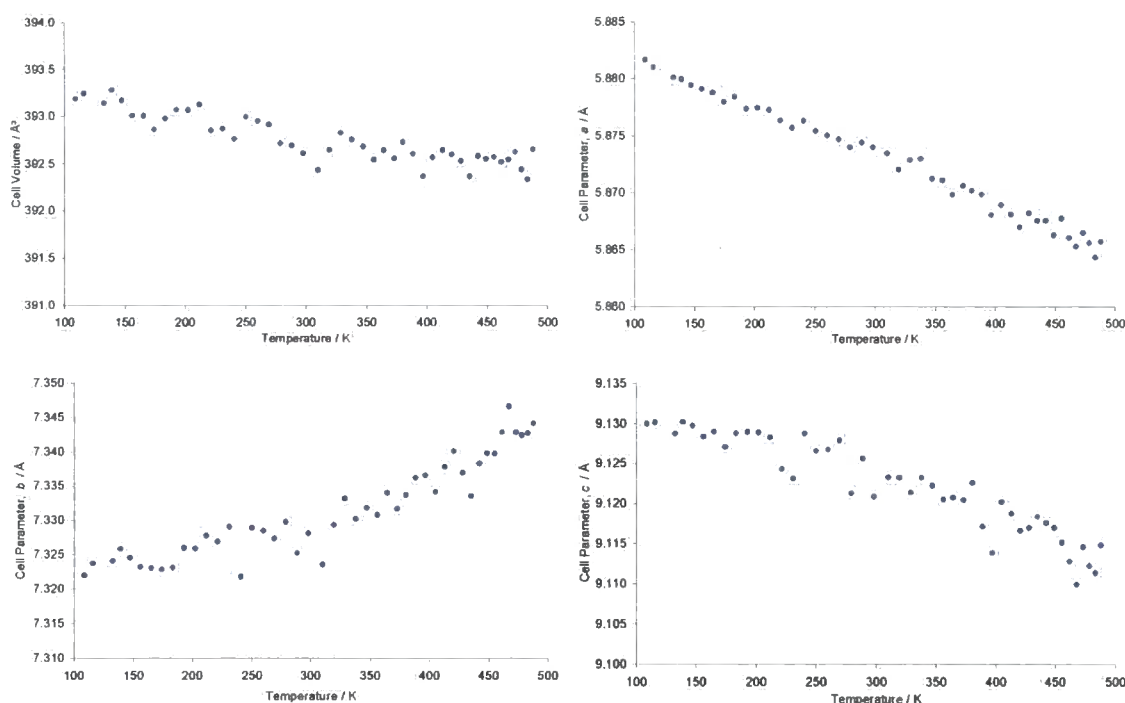 394.0
393.5
393.0
392.5
392.0
391.5
391.0
Cell Volume / Å³
100 150 200 250 300 350 400 450 500
Temperature / K
5.885
5.880
5.875
5.870
5.865
5.860
Cell Parameter, a / Å
100 150 200 250 300 350 400 450 500
Temperature / K
7.350
7.345
7.340
7.335
7.330
7.325
7.320
7.315
7.310
Cell Parameter, b / Å
100 150 200 250 300 350 400 450 500
Temperature / K
9.135
9.130
9.125
9.120
9.115
9.110
9.105
9.100
Cell Parameter, c / Å
100 150 200 250 300 350 400 450 500
Temperature / K